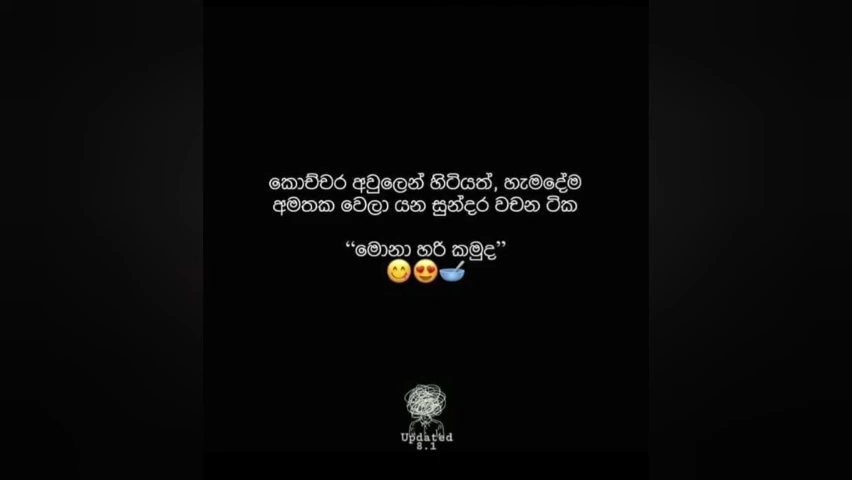 කොච්චර අවුලෙන් හිටියත්, හැමදේම
අමතක වෙලා යන සුන්දර වචන ටික
“මොනා හරි කමුද”
😋😍🥣
Updated
8.1